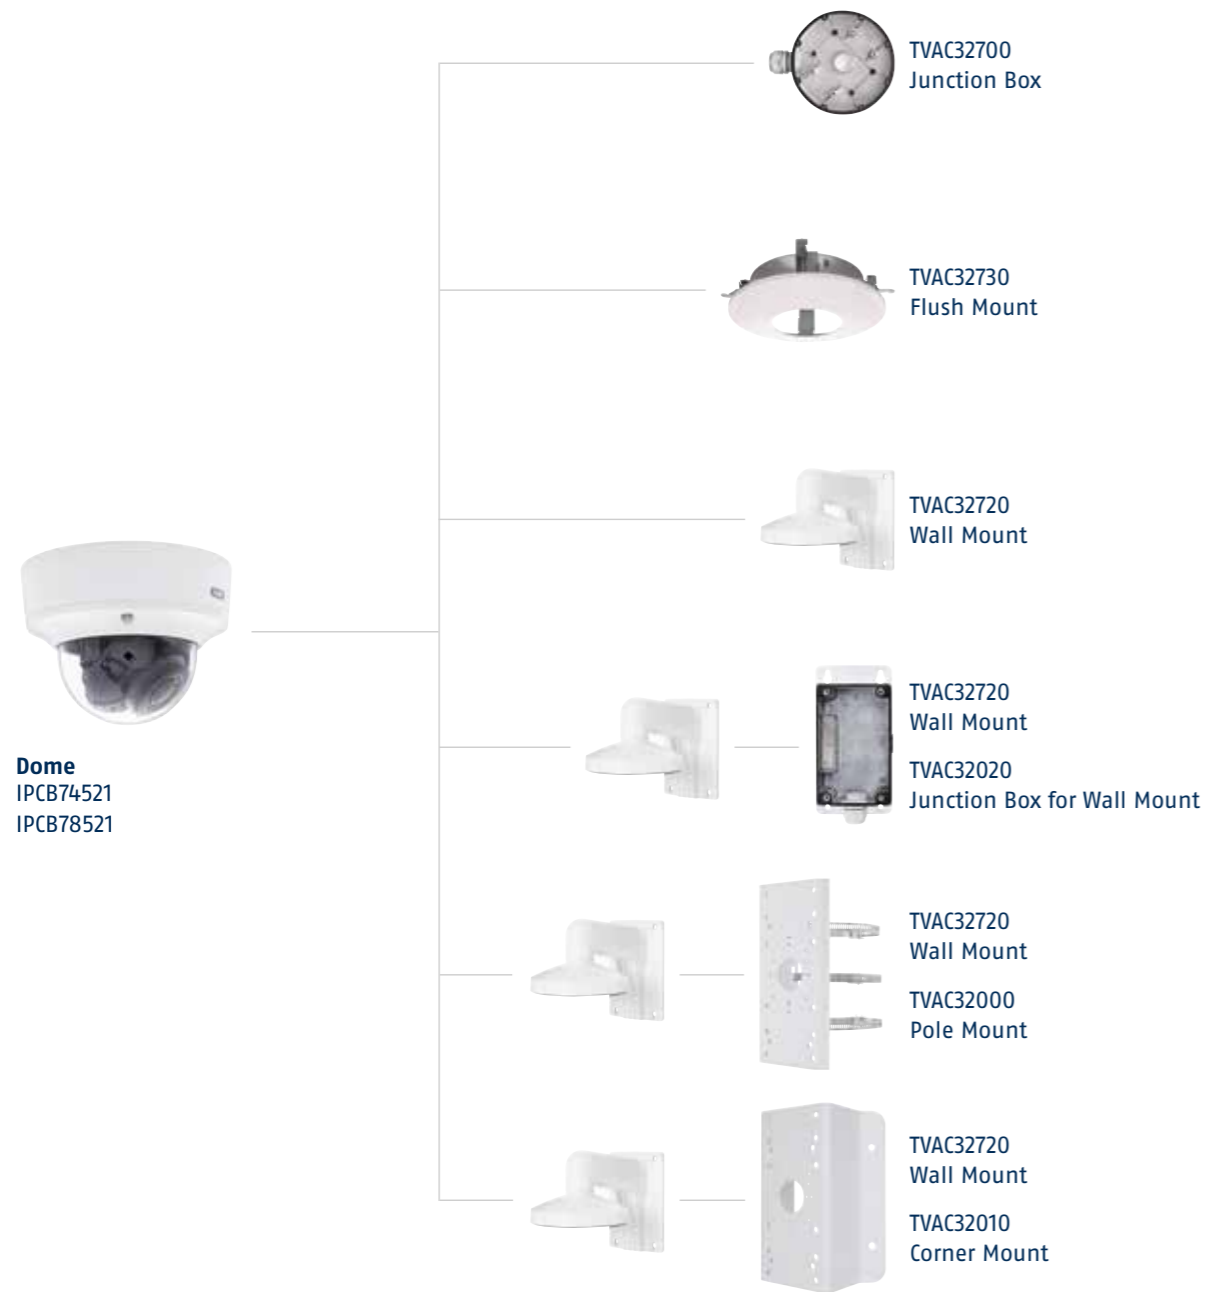 TVAC32700
Junction Box
TVAC32730
Flush Mount
TVAC32720
Wall Mount
Dome
IPCB74521
IPCB78521
TVAC32720
Wall Mount
TVAC32020
Junction Box for Wall Mount
TVAC32720
Wall Mount
TVAC32000
Pole Mount
TVAC32720
Wall Mount
TVAC32010
Corner Mount